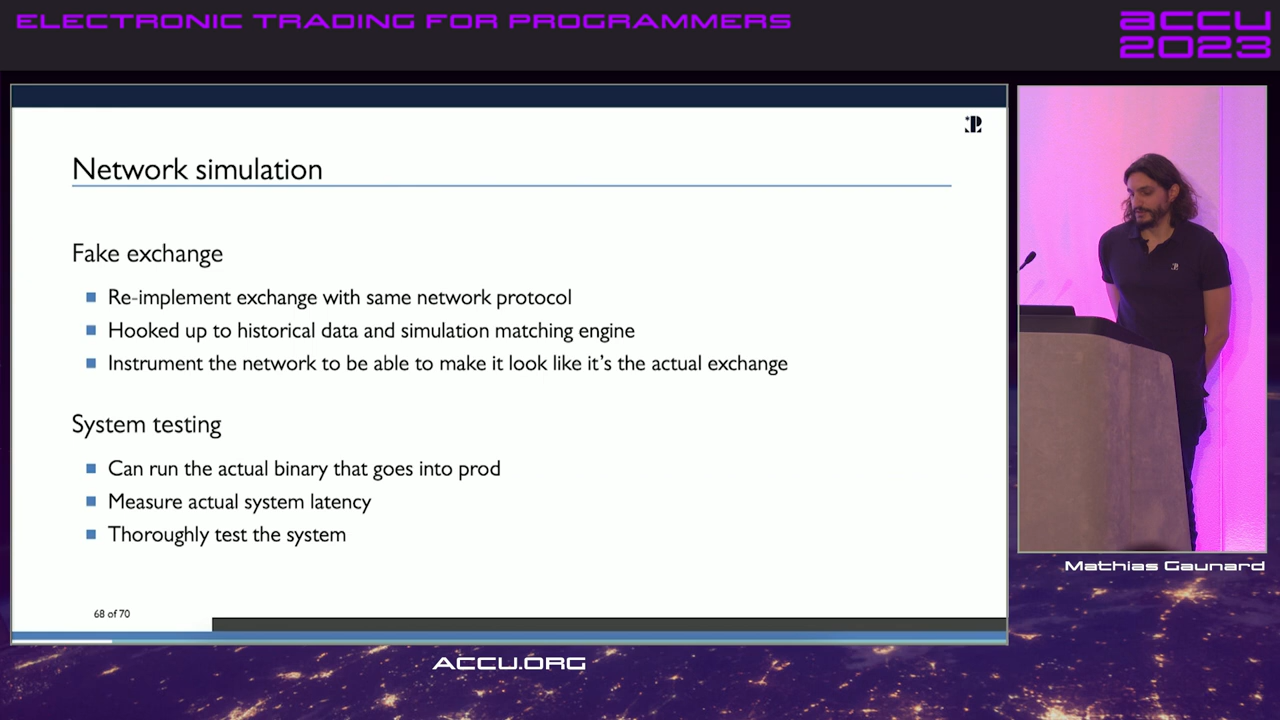 ELECTRONIC TRADING FOR PROGRAMMERS
accu
2023
Network simulation
Fake exchange
Re-implement exchange with same network protocol
Hooked up to historical data and simulation matching engine
Instrument the network to be able to make it look like it's the actual exchange
System testing
Can run the actual binary that goes into prod
Measure actual system latency
Thoroughly test the system
68 of 70
Mathias Gaunard
ACCU.ORG